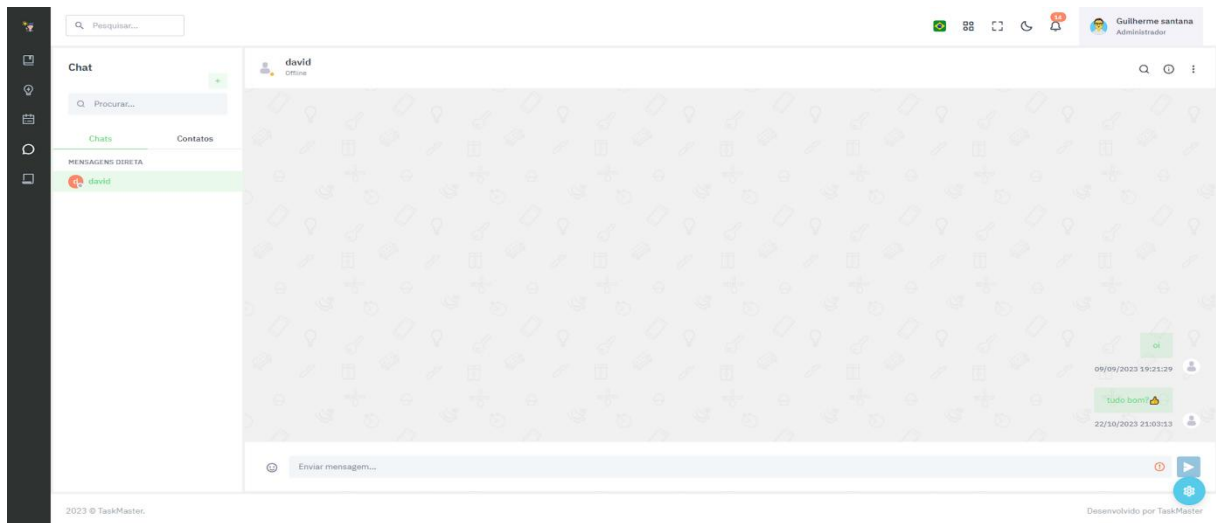 Pesquisar...
14
Guilherme santana
Administrador
Chat
+
Procurar...
Chats
Contatos
MENSAGENS DIRETA
david
david
Offline
oi
09/09/2023 19:21:29
tudo bom?👍
22/10/2023 21:03:13
Enviar mensagem...
2023 © TaskMaster.
Desenvolvido por TaskMaster